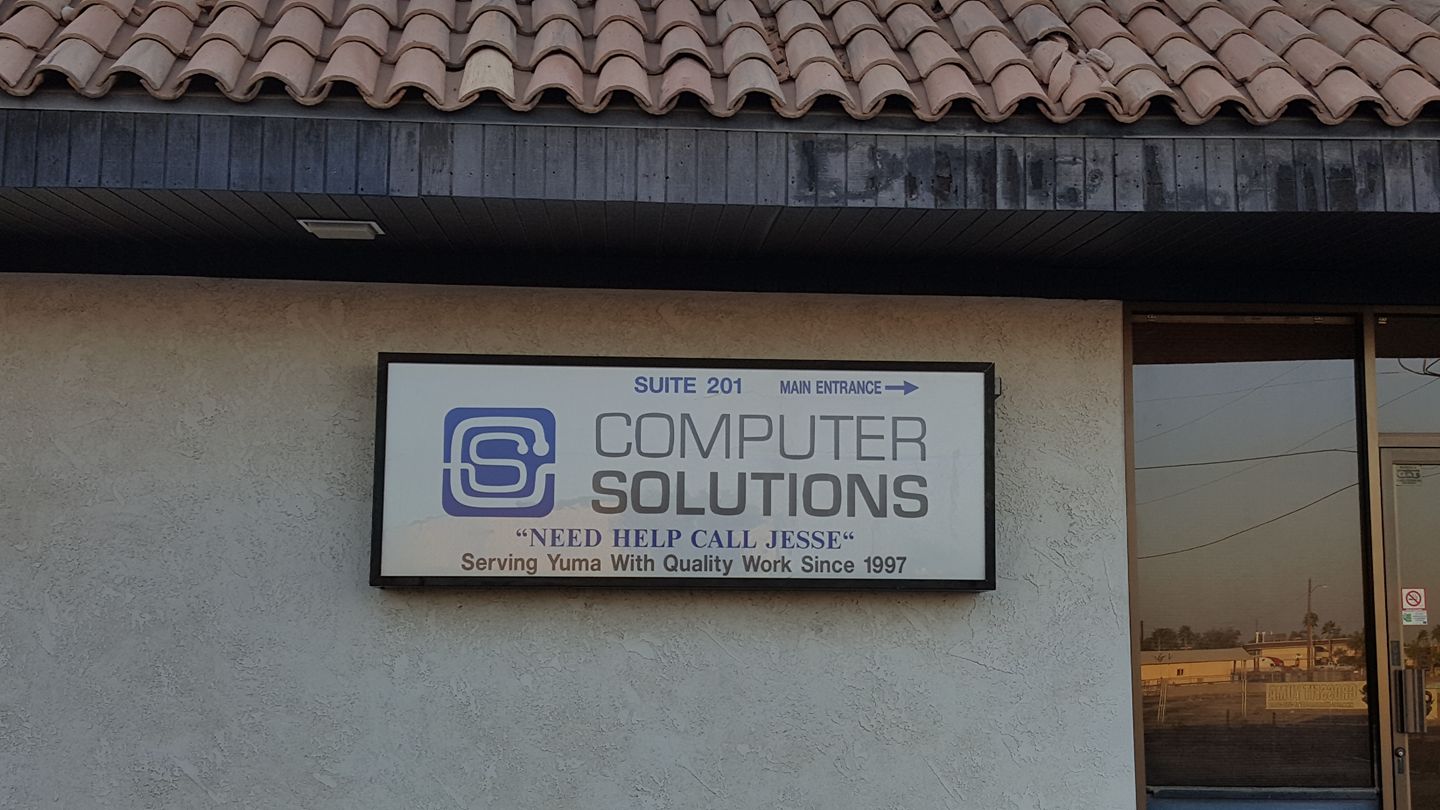 SUITE 201 MAIN ENTRANCE
COMPUTER
SOLUTIONS
“NEED HELP CALL JESSE“
Serving Yuma With Quality Work Since 1997